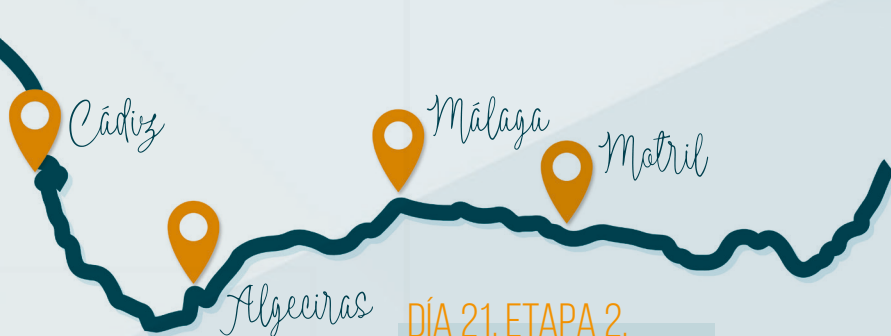 Cádiz
Málaga
Motril
Algeciras
DÍA 21. ETAPA 2.